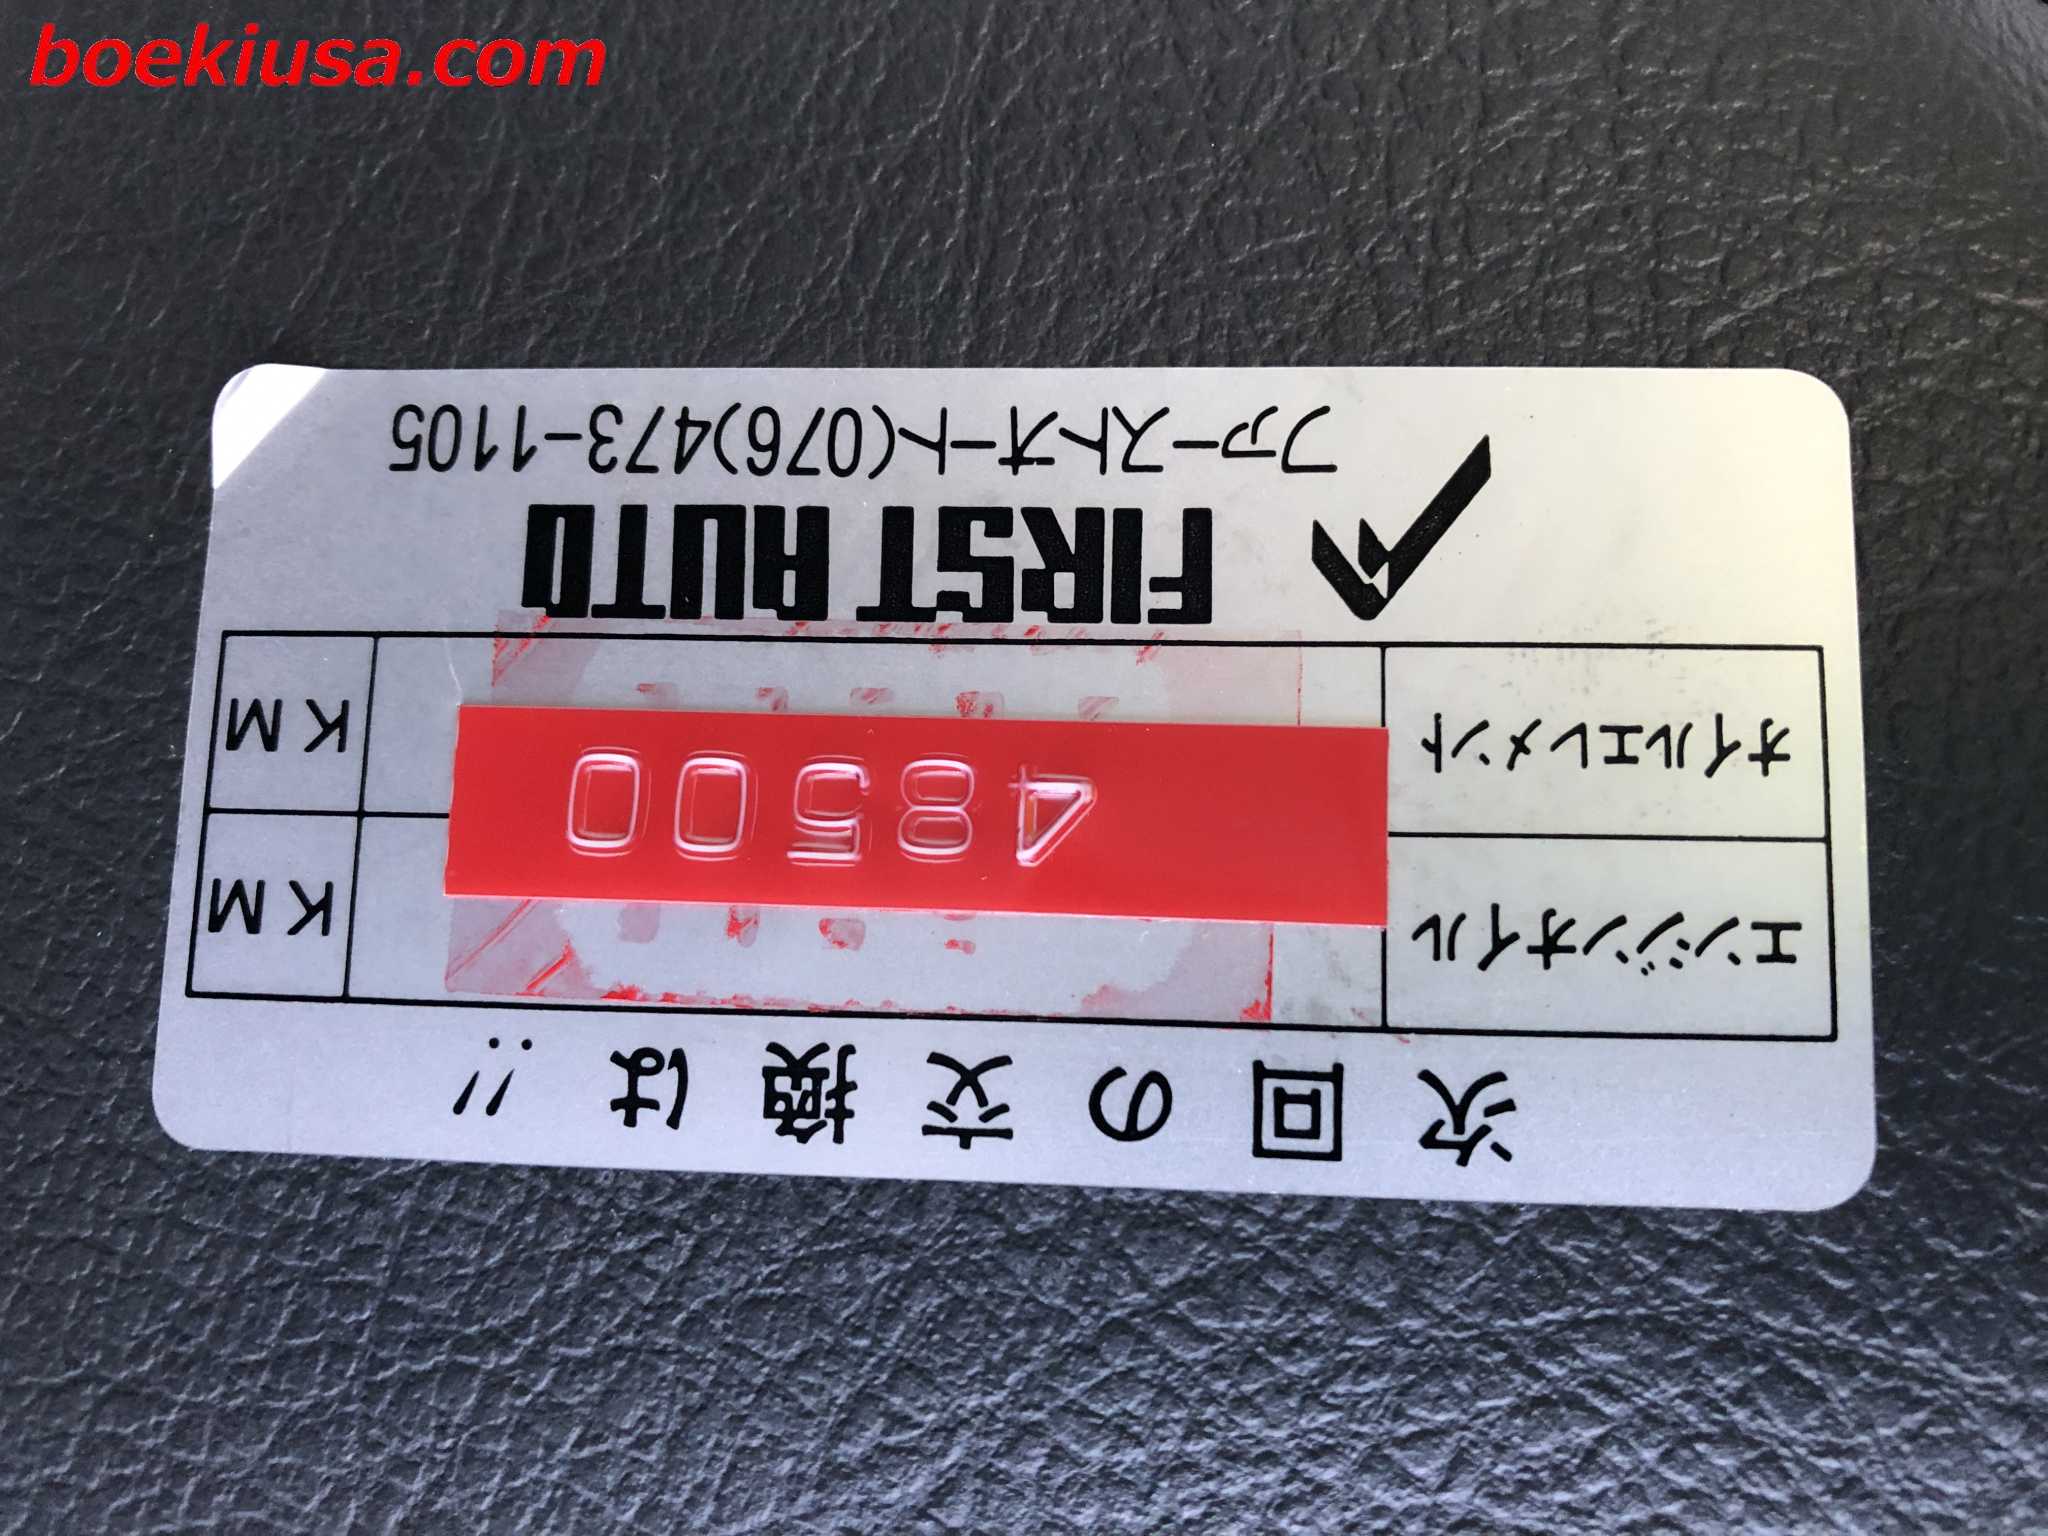 boekiusa.com
次回の交換は!!
エンジンオイル KM
48500
オイルエレメント KM
FIRST AUTO
ファーストオート(076)473-1105